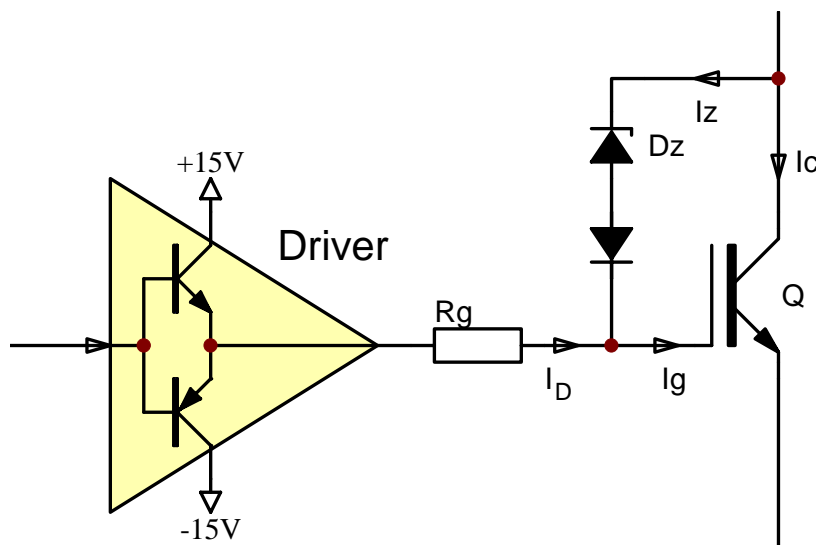 Iz
Dz
+15V
Ic
Driver
Q
Rg
I_D
Ig
-15V